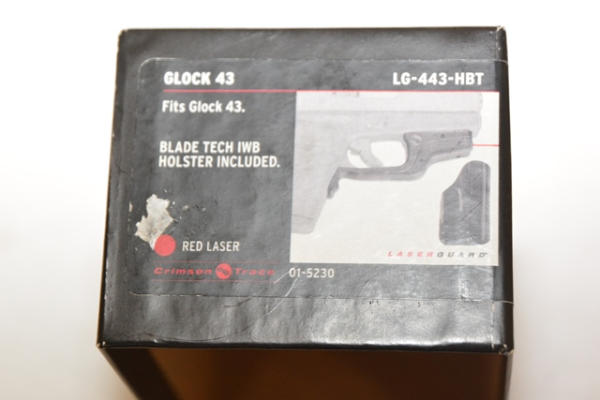 GLOCK 43 LG-443-HBT
Fits Glock 43.
BLADE TECH IWB
HOLSTER INCLUDED.
RED LASER
LASERGUARD
Crimson Trace 01-5230